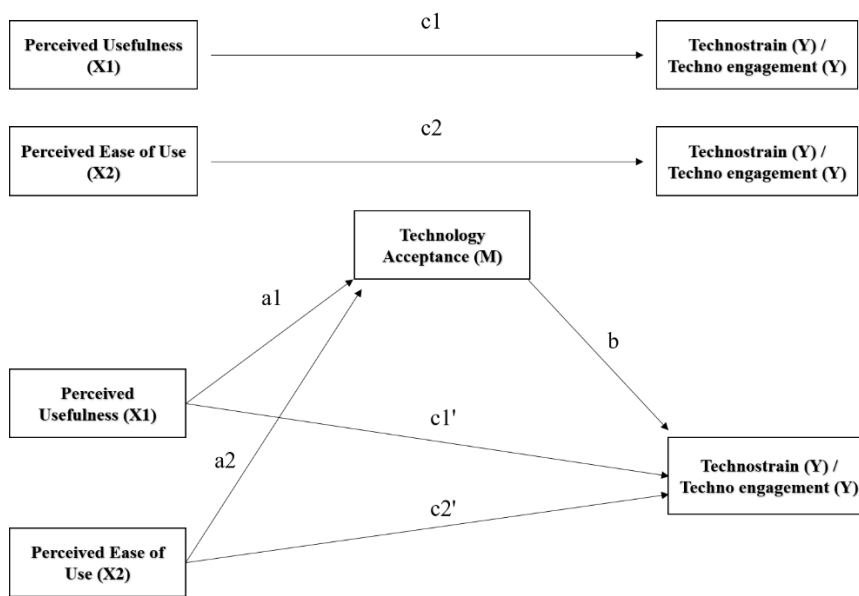 c1
Perceived Usefulness
(X1)
Technostrain (Y) /
Techno engagement (Y)
c2
Perceived Ease of Use
(X2)
Technostrain (Y) /
Techno engagement (Y)
Technology
Acceptance (M)
a1
b
Perceived
Usefulness (X1)
c1'
a2
Technostrain (Y) /
Techno engagement (Y)
c2'
Perceived Ease of
Use (X2)